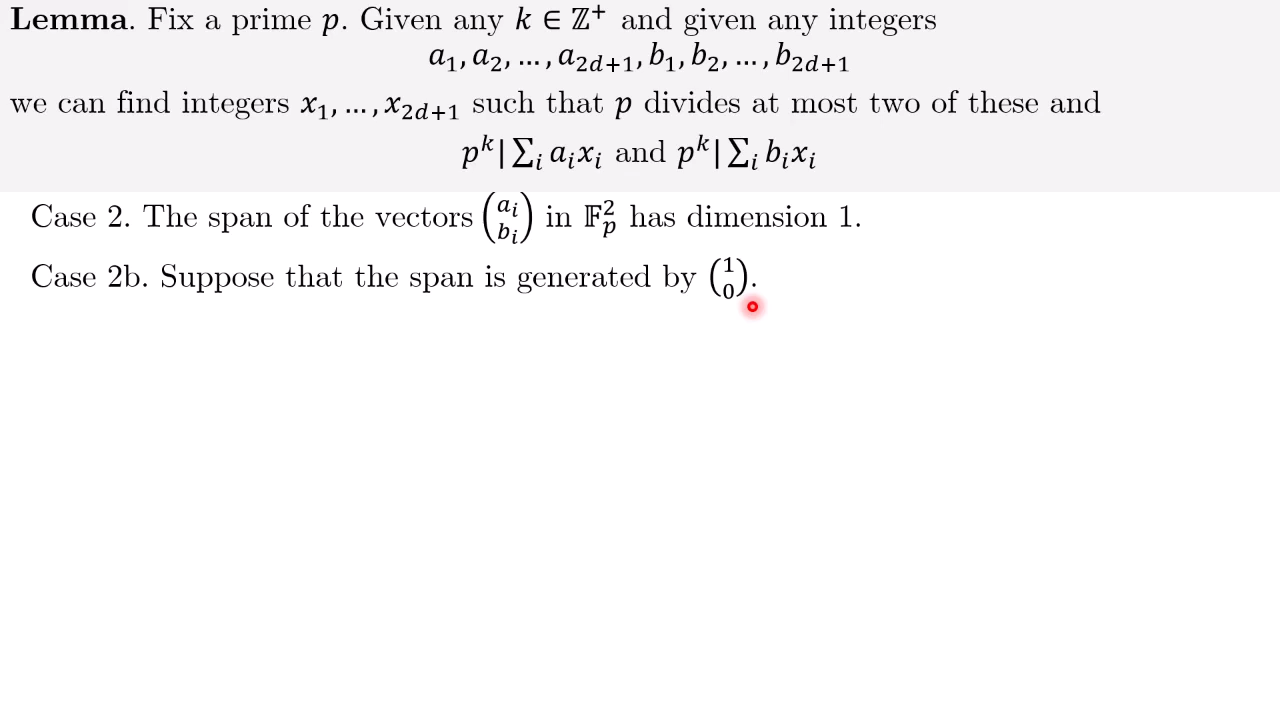 Lemma. Fix a prime p. Given any k ∈ ℤ⁺ and given any integers
a₁, a₂, …, a₂d₊₁, b₁, b₂, …, b₂d₊₁
we can find integers x₁, …, x₂d₊₁ such that p divides at most two of these and
pᵏ|∑ᵢ aᵢxᵢ and pᵏ|∑ᵢ bᵢxᵢ
Case 2. The span of the vectors (aᵢ bᵢ) in 𝔽ₚ² has dimension 1.
Case 2b. Suppose that the span is generated by (1 0).